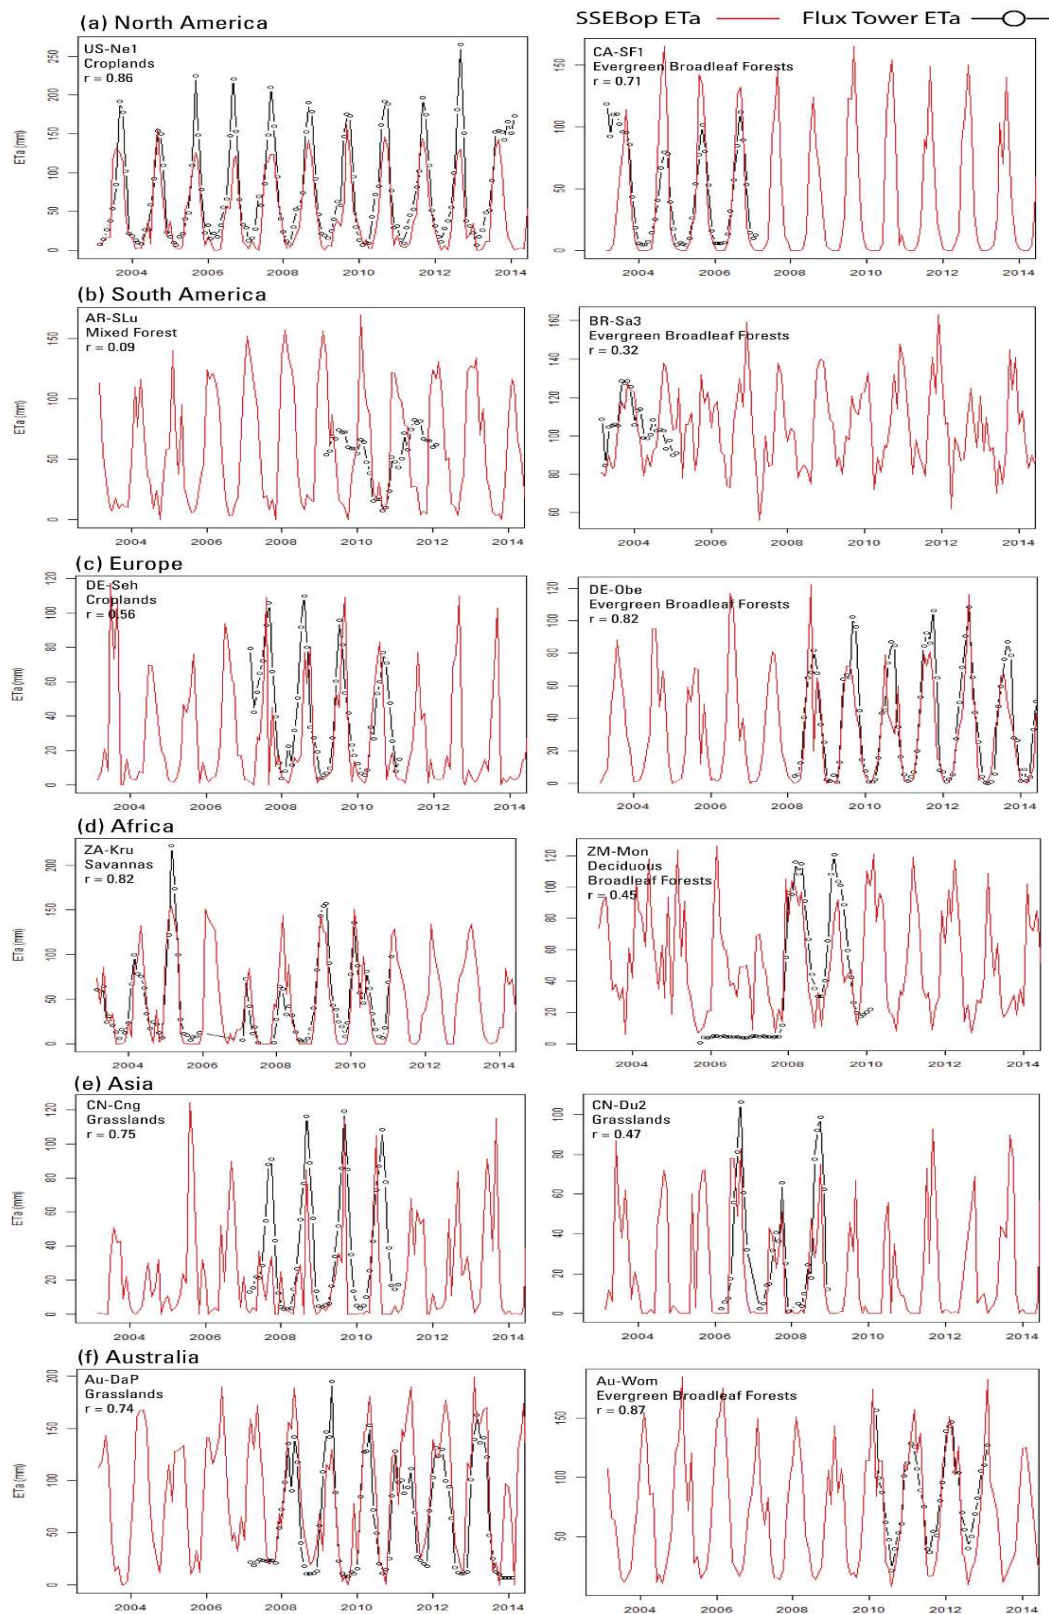 (a) North America
SSEBop ETa
Flux Tower ETa
US-Ne1
Croplands
r = 0.86
ETa (mm)
0 50 100 150 200 250
2004 2006 2008 2010 2012 2014
CA-SF1
Evergreen Broadleaf Forests
r = 0.71
0 50 100 150
2004 2006 2008 2010 2012 2014
(b) South America
AR-SLu
Mixed Forest
r = 0.09
ETa (mm)
0 50 100 150
2004 2006 2008 2010 2012 2014
BR-Sa3
Evergreen Broadleaf Forests
r = 0.32
60 80 100 120 140 160
2004 2006 2008 2010 2012 2014
(c) Europe
DE-Seh
Croplands
r = 0.56
ETa (mm)
0 20 40 60 80 100 120
2004 2006 2008 2010 2012 2014
DE-Obe
Evergreen Broadleaf Forests
r = 0.82
0 20 40 60 80 100 120
2004 2006 2008 2010 2012 2014
(d) Africa
ZA-Kru
Savannas
r = 0.82
ETa (mm)
0 50 100 150 200
2004 2006 2008 2010 2012 2014
ZM-Mon
Deciduous
Broadleaf Forests
r = 0.45
0 20 40 60 80 100 120
2004 2006 2008 2010 2012 2014
(e) Asia
CN-Cng
Grasslands
r = 0.75
ETa (mm)
0 20 40 60 80 100 120
2004 2006 2008 2010 2012 2014
CN-Du2
Grasslands
r = 0.47
0 20 40 60 80 100
2004 2006 2008 2010 2012 2014
(f) Australia
Au-DaP
Grasslands
r = 0.74
ETa (mm)
0 50 100 150 200
2004 2006 2008 2010 2012 2014
Au-Wom
Evergreen Broadleaf Forests
r = 0.87
50 100 150
2004 2006 2008 2010 2012 2014